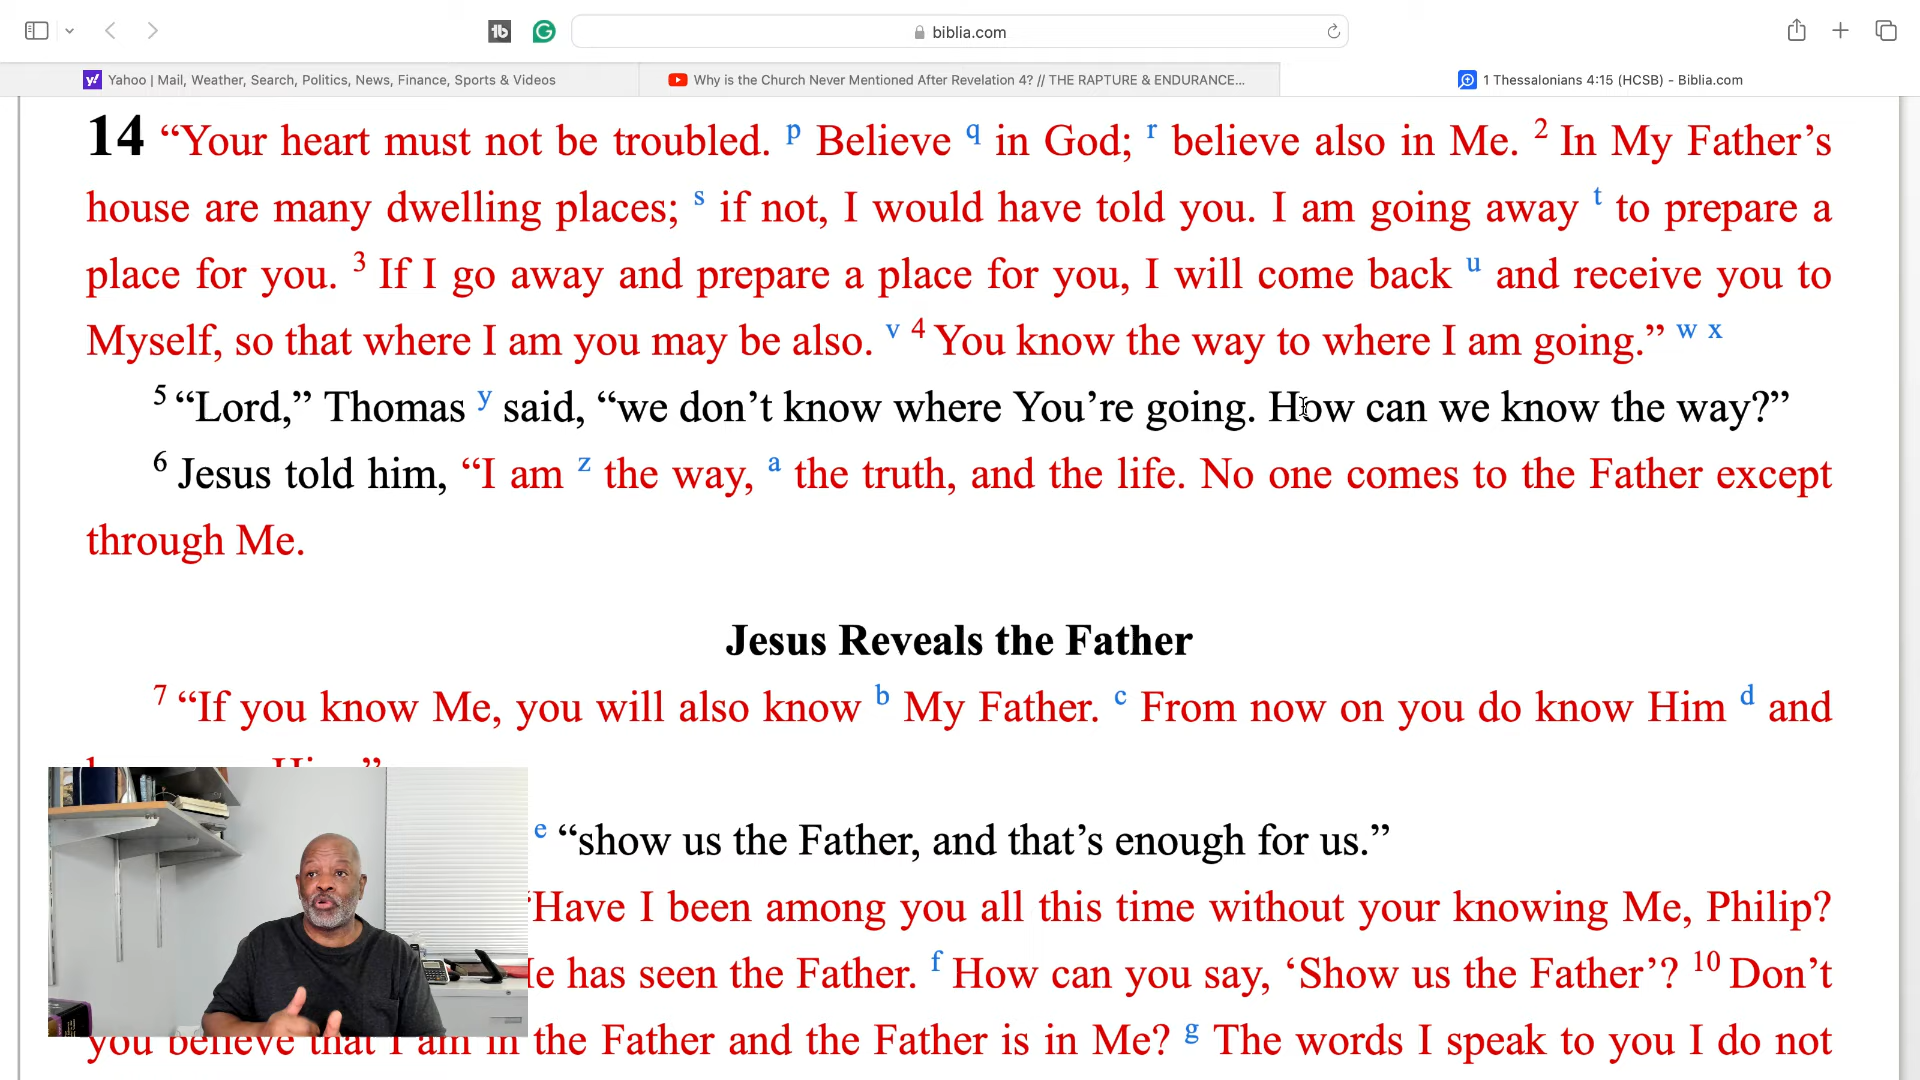 biblia.com
Yahoo | Mail, Weather, Search, Politics, News, Finance, Sports & Videos
Why is the Church Never Mentioned After Revelation 4? // THE RAPTURE & ENDURANCE...
1 Thessalonians 4:15 (HCSB) - Biblia.com
14 “Your heart must not be troubled. p Believe q in God; r believe also in Me. 2 In My Father’s
house are many dwelling places; s if not, I would have told you. I am going away t to prepare a
place for you. 3 If I go away and prepare a place for you, I will come back u and receive you to
Myself, so that where I am you may be also. v 4 You know the way to where I am going.” w x
5 “Lord,” Thomas y said, “we don’t know where You’re going. How can we know the way?”
6 Jesus told him, “I am z the way, a the truth, and the life. No one comes to the Father except
through Me.
Jesus Reveals the Father
7 “If you know Me, you will also know b My Father. c From now on you do know Him d and
Him.”
e “show us the Father, and that’s enough for us.”
“Have I been among you all this time without your knowing Me, Philip?
has seen the Father. f How can you say, ‘Show us the Father’? 10 Don’t
you believe that I am in the Father and the Father is in Me? g The words I speak to you I do not